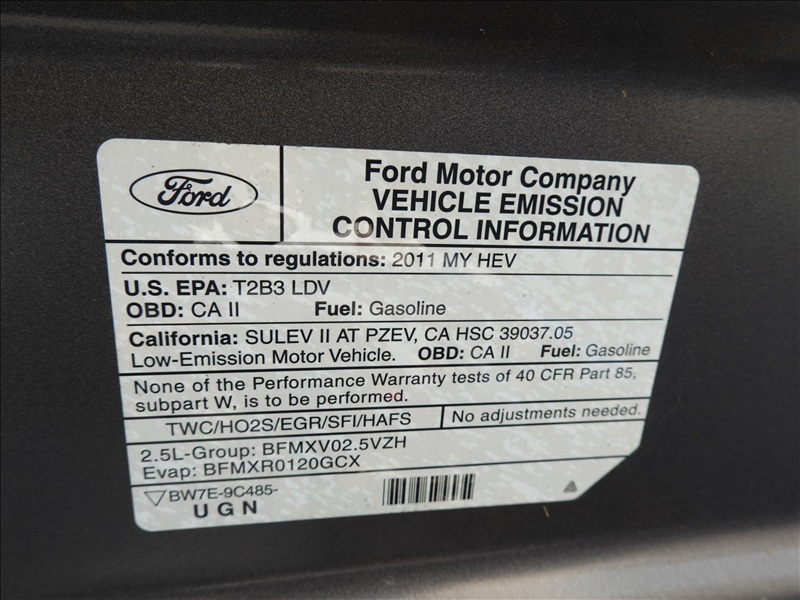 Ford
Ford Motor Company
VEHICLE EMISSION
CONTROL INFORMATION
Conforms to regulations: 2011 MY HEV
U.S. EPA: T2B3 LDV
OBD: CA II Fuel: Gasoline
California: SULEV II AT PZEV, CA HSC 39037.05
Low-Emission Motor Vehicle. OBD: CA II Fuel: Gasoline
None of the Performance Warranty tests of 40 CFR Part 85,
subpart W, is to be performed.
TWC/HO2S/EGR/SFI/HAFS No adjustments needed.
2.5L-Group: BFMXV02.5VZH
Evap: BFMXR0120GCX
BW7E-9C485-
UGN